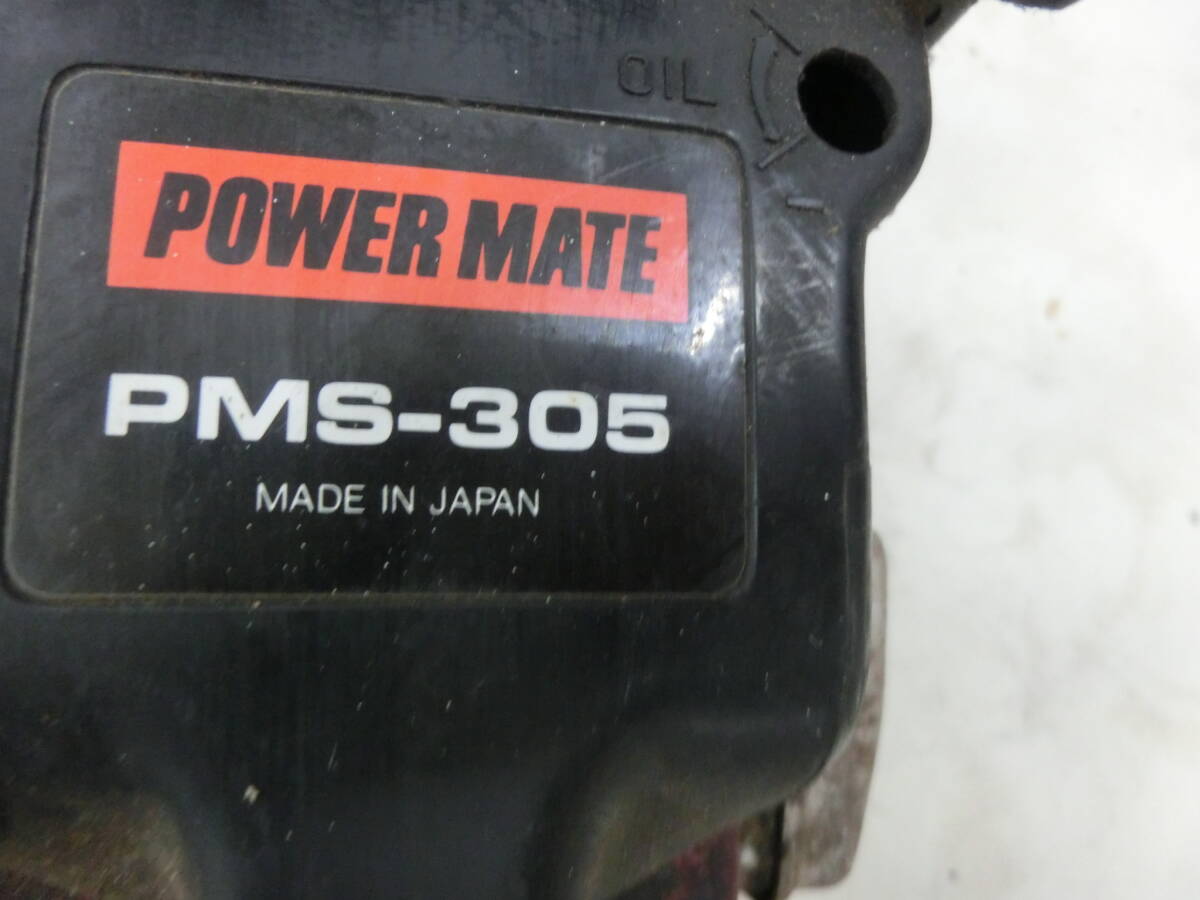 OIL
POWER MATE
PMS-305
MADE IN JAPAN